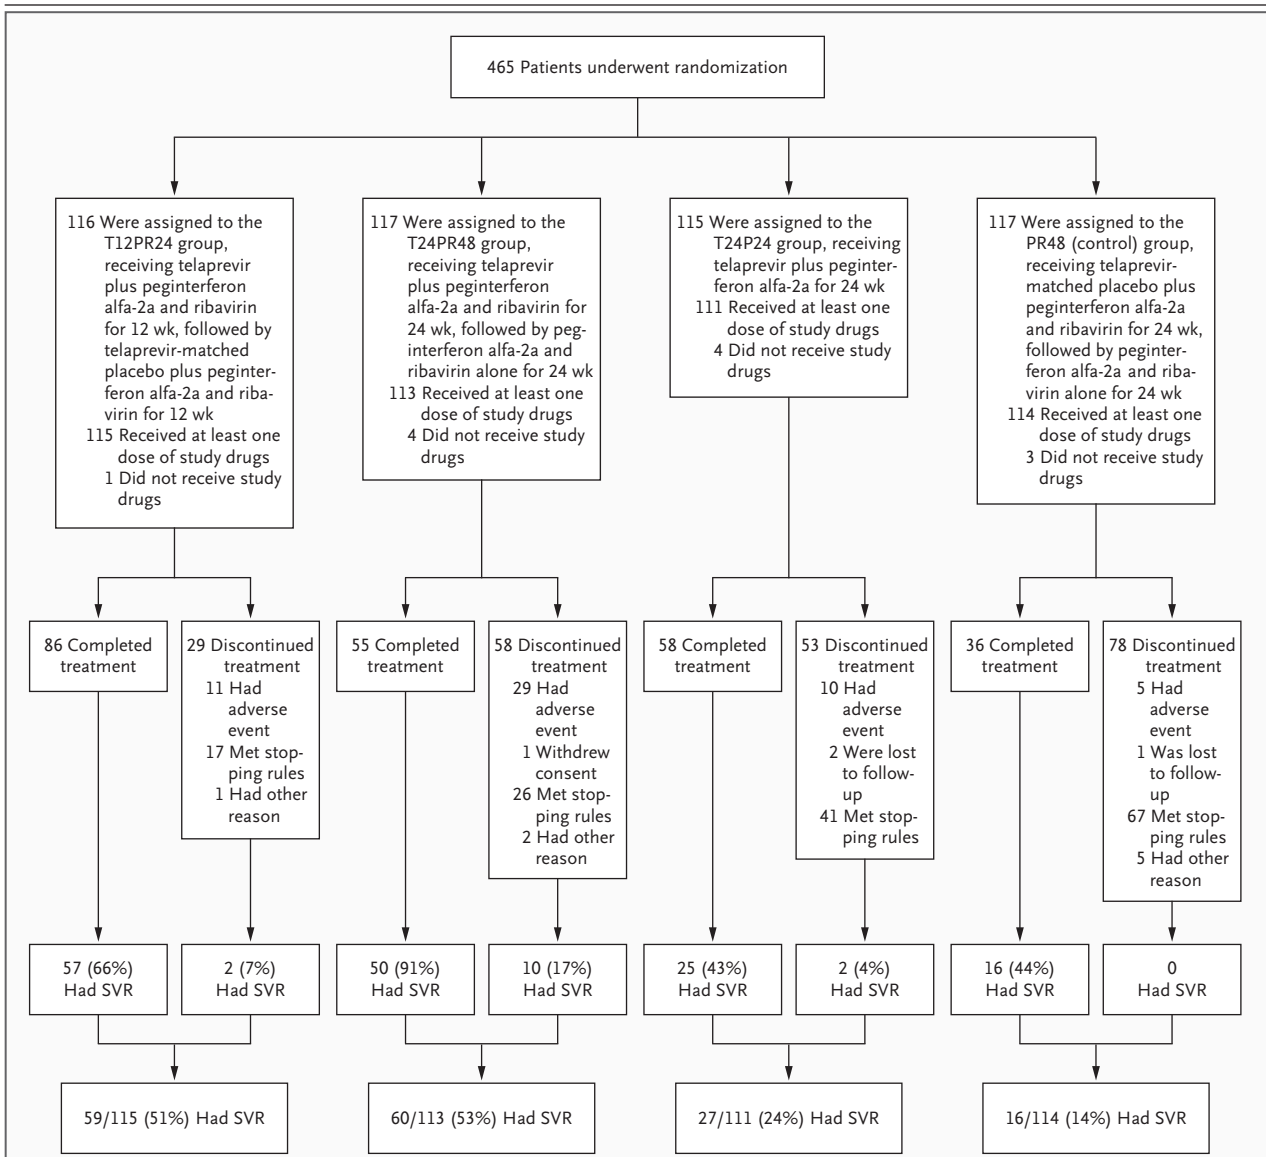 465 Patients underwent randomization
116 Were assigned to the
T12PR24 group,
receiving telaprevir
plus peginterferon
alfa-2a and ribavirin
for 12 wk, followed by
telaprevir-matched
placebo plus peginter-
feron alfa-2a and riba-
virin for 12 wk
115 Received at least one
dose of study drugs
1 Did not receive study
drugs
117 Were assigned to the
T24PR48 group,
receiving telaprevir
plus peginterferon
alfa-2a and ribavirin for
24 wk, followed by peg-
interferon alfa-2a and
ribavirin alone for 24 wk
113 Received at least one
dose of study drugs
4 Did not receive study
drugs
115 Were assigned to the
T24P24 group, receiving
telaprevir plus peginter-
feron alfa-2a for 24 wk
111 Received at least one
dose of study drugs
4 Did not receive study
drugs
117 Were assigned to the
PR48 (control) group,
receiving telaprevir-
matched placebo plus
peginterferon alfa-2a
and ribavirin for 24 wk,
followed by peginter-
feron alfa-2a and riba-
virin alone for 24 wk
114 Received at least one
dose of study drugs
3 Did not receive study
drugs
86 Completed
treatment
29 Discontinued
treatment
11 Had
adverse
event
17 Met stop-
ping rules
1 Had other
reason
55 Completed
treatment
58 Discontinued
treatment
29 Had
adverse
event
1 Withdrew
consent
26 Met stop-
ping rules
2 Had other
reason
58 Completed
treatment
53 Discontinued
treatment
10 Had
adverse
event
2 Were lost
to follow-
up
41 Met stop-
ping rules
36 Completed
treatment
78 Discontinued
treatment
5 Had
adverse
event
1 Was lost
to follow-
up
67 Met stop-
ping rules
5 Had other
reason
57 (66%)
Had SVR
2 (7%)
Had SVR
50 (91%)
Had SVR
10 (17%)
Had SVR
25 (43%)
Had SVR
2 (4%)
Had SVR
16 (44%)
Had SVR
0
Had SVR
59/115 (51%) Had SVR
60/113 (53%) Had SVR
27/111 (24%) Had SVR
16/114 (14%) Had SVR